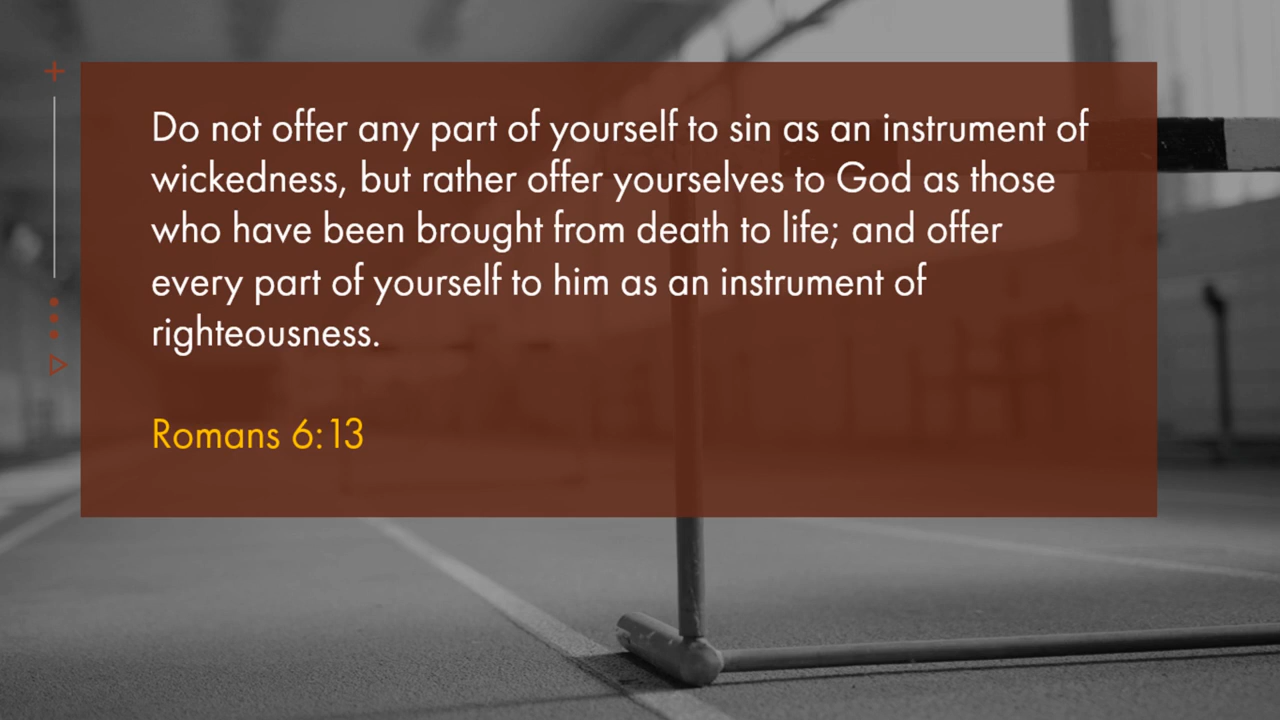 Do not offer any part of yourself to sin as an instrument of
wickedness, but rather offer yourselves to God as those
who have been brought from death to life; and offer
every part of yourself to him as an instrument of
righteousness.
Romans 6:13